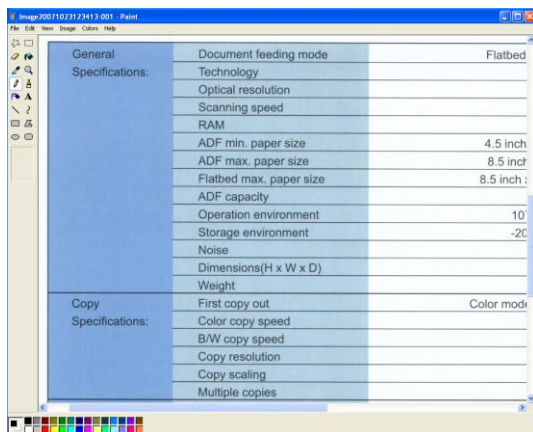 Image20071023123413-001 - Paint
File Edit View Image Colors Help
General Document feeding mode Flatbed
Specifications: Technology
Optical resolution
Scanning speed
RAM
ADF min. paper size 4.5 inch
ADF max. paper size 8.5 inch
Flatbed max. paper size 8.5 inch
ADF capacity
Operation environment 10°
Storage environment -20
Noise
Dimensions(H x W x D)
Weight
Copy First copy out Color mode
Specifications: Color copy speed
B/W copy speed
Copy resolution
Copy scaling
Multiple copies